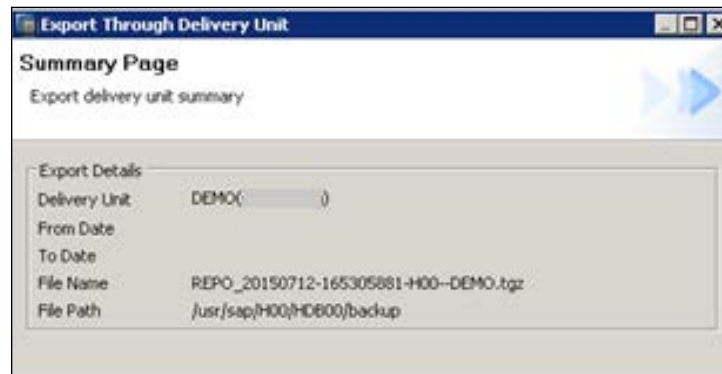 Export Through Delivery Unit
Summary Page
Export delivery unit summary
Export Details
Delivery Unit DEMO( )
From Date
To Date
File Name REPO_20150712-165305881-H00--DEMO.tgz
File Path /usr/sap/H00/HDB00/backup